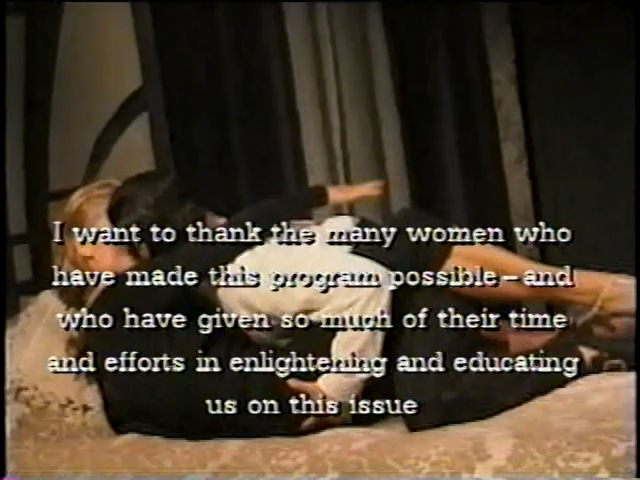 I want to thank the many women who
have made this program possible–and
who have given so much of their time
and efforts in enlightening and educating
us on this issue